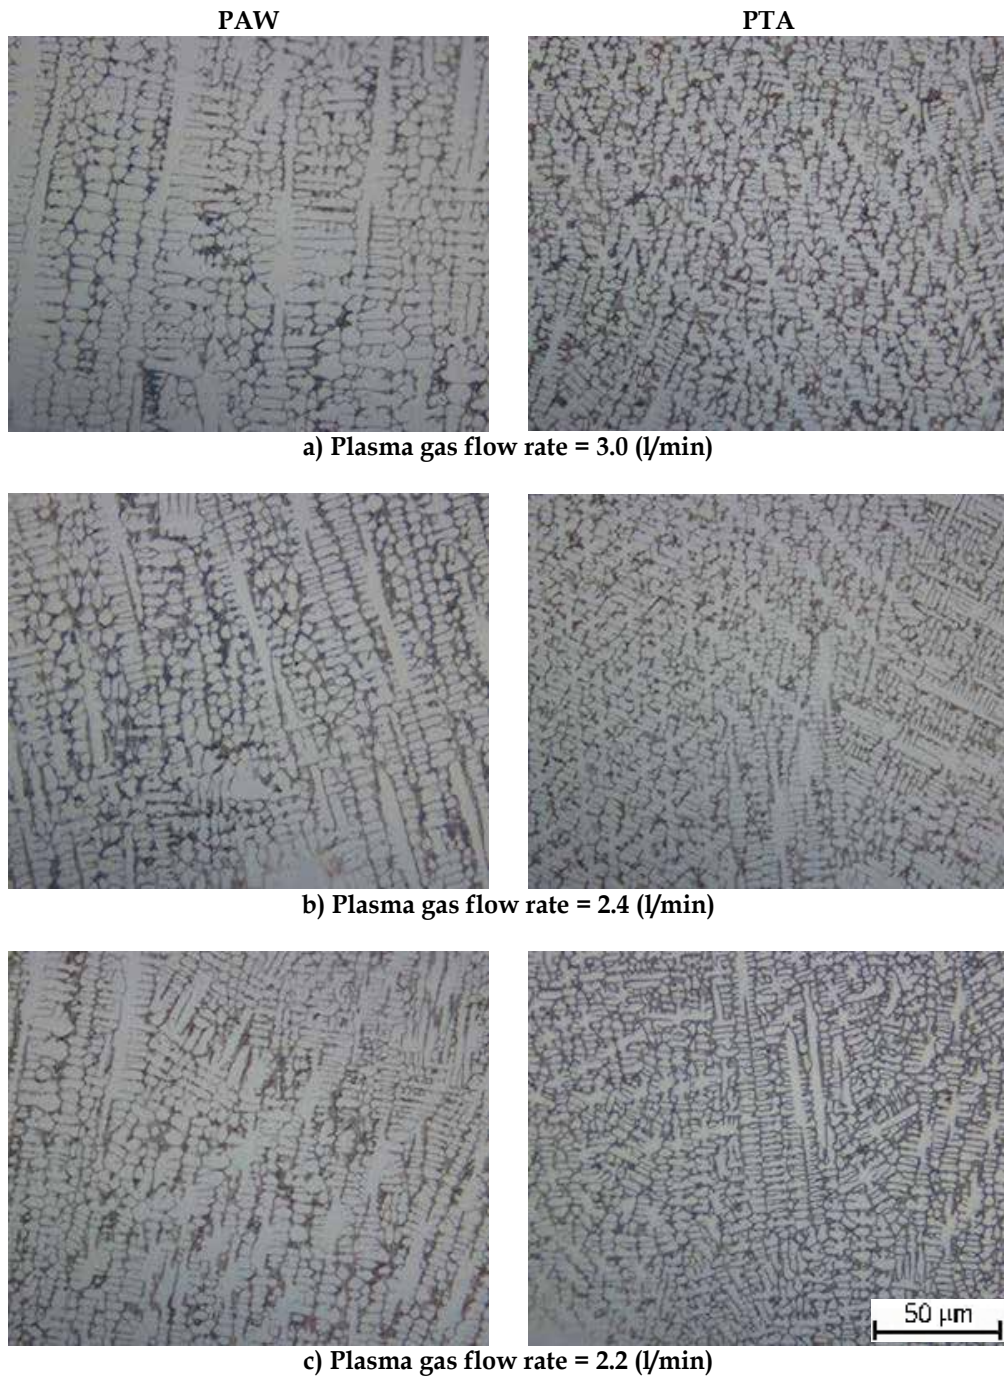 PAW PTA
a) Plasma gas flow rate = 3.0 (l/min)
b) Plasma gas flow rate = 2.4 (l/min)
50 µm
c) Plasma gas flow rate = 2.2 (l/min)